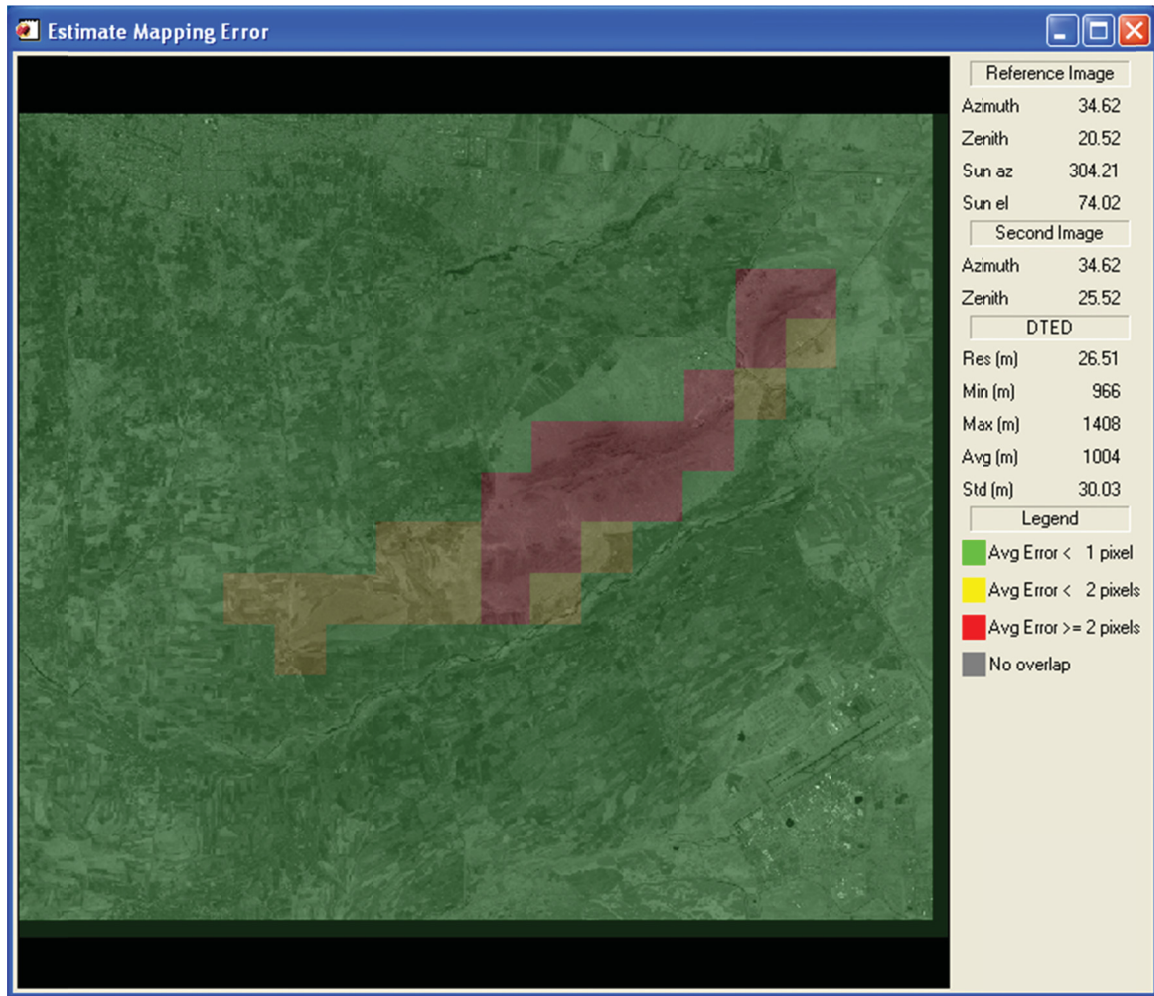 Estimate Mapping Error
Reference Image
Azimuth 34.62
Zenith 20.52
Sun az 304.21
Sun el 74.02
Second Image
Azimuth 34.62
Zenith 25.52
DTED
Res (m) 26.51
Min (m) 966
Max (m) 1408
Avg (m) 1004
Std (m) 30.03
Legend
Avg Error < 1 pixel
Avg Error < 2 pixels
Avg Error >= 2 pixels
No overlap